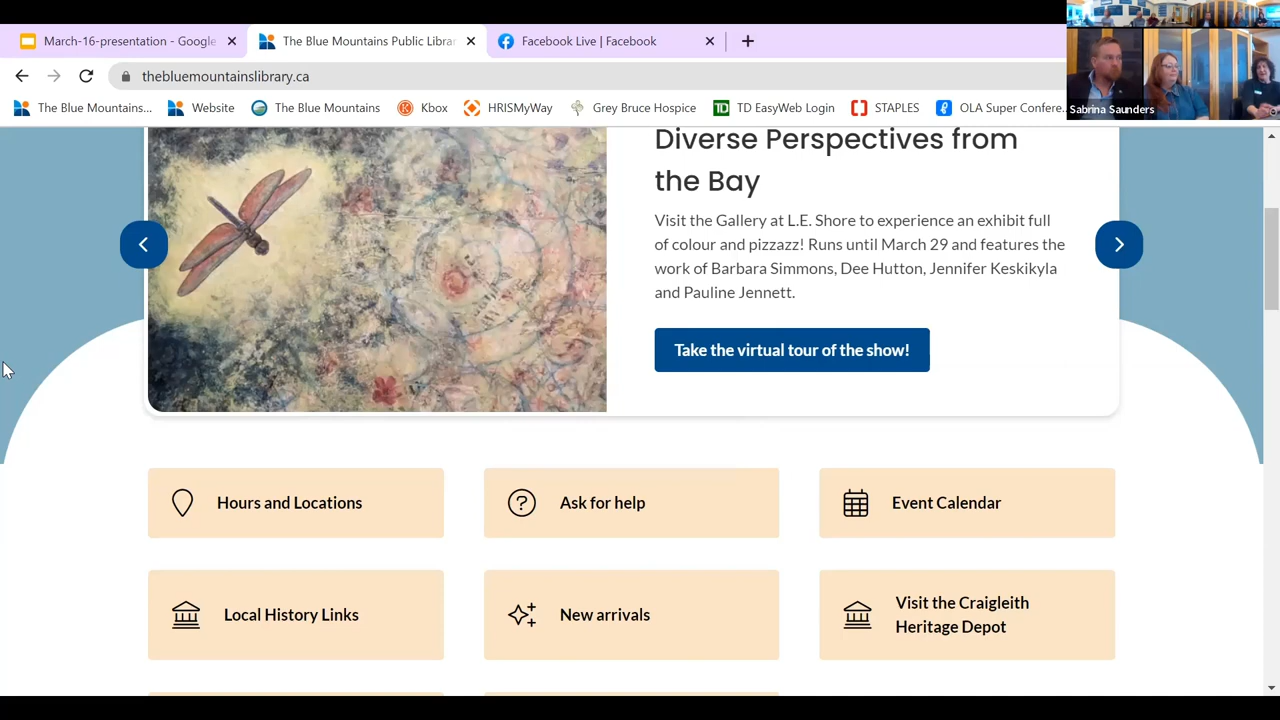 March-16-presentation - Google
The Blue Mountains Public Librar
Facebook Live | Facebook
thebluemountainslibrary.ca
The Blue Mountains...
Website
The Blue Mountains
Kbox
HRISMyWay
Grey Bruce Hospice
TD
TD EasyWeb Login
STAPLES
OLA Super Confere...
Sabrina Saunders
Diverse Perspectives from
the Bay
Visit the Gallery at L.E. Shore to experience an exhibit full
of colour and pizzazz! Runs until March 29 and features the
work of Barbara Simmons, Dee Hutton, Jennifer Keskikyla
and Pauline Jennett.
Take the virtual tour of the show!
Hours and Locations
Ask for help
Event Calendar
Local History Links
New arrivals
Visit the Craigleith
Heritage Depot